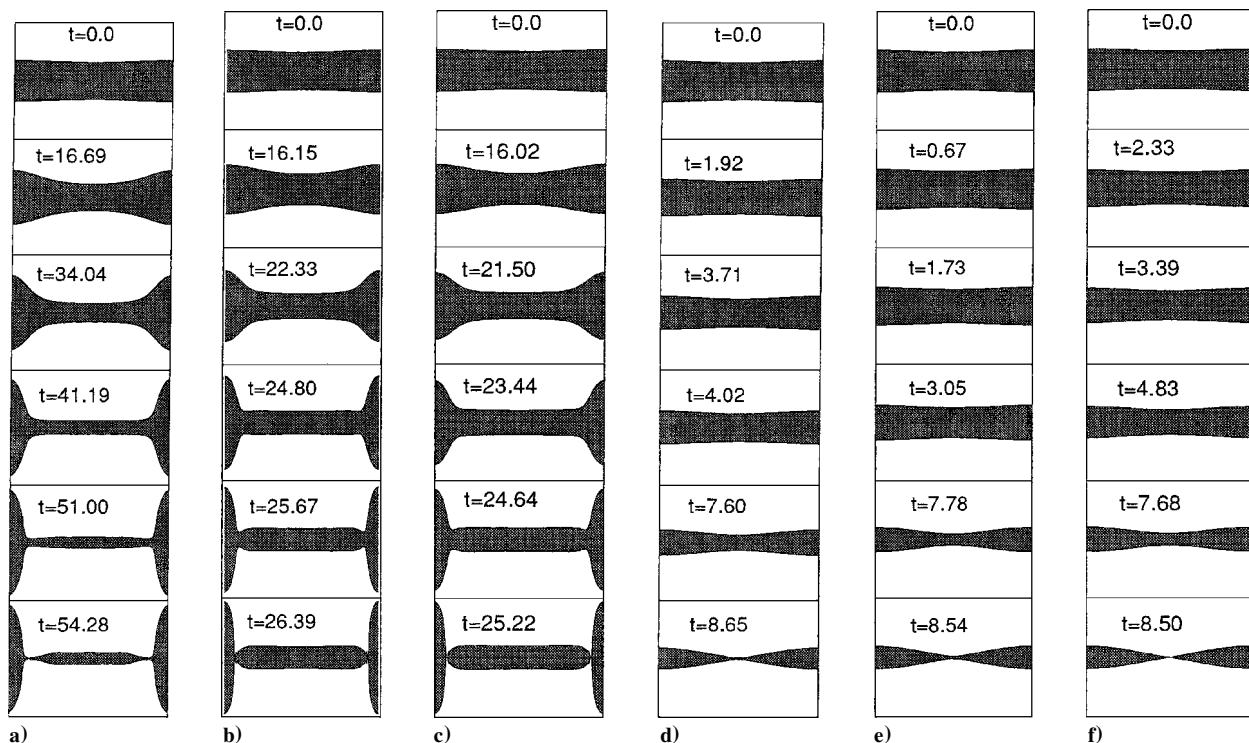 t=0.0
t=16.69
t=34.04
t=41.19
t=51.00
t=54.28
a)
t=0.0
t=16.15
t=22.33
t=24.80
t=25.67
t=26.39
b)
t=0.0
t=16.02
t=21.50
t=23.44
t=24.64
t=25.22
c)
t=0.0
t=1.92
t=3.71
t=4.02
t=7.60
t=8.65
d)
t=0.0
t=0.67
t=1.73
t=3.05
t=7.78
t=8.54
e)
t=0.0
t=2.33
t=3.39
t=4.83
t=7.68
t=8.50
f)